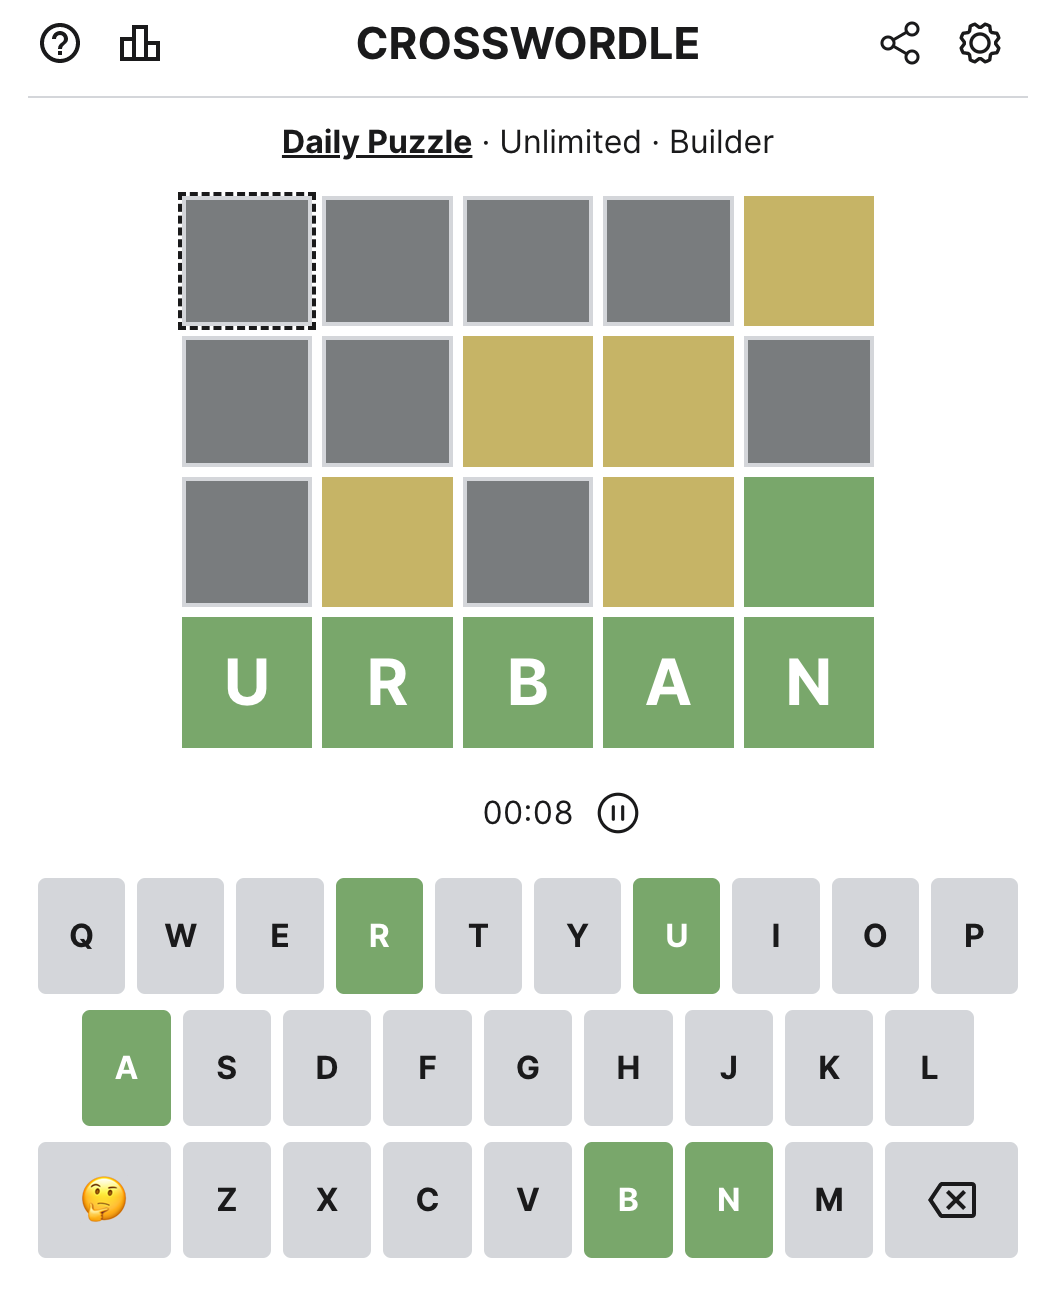 CROSSWORDLE
Daily Puzzle · Unlimited · Builder
U R B A N
00:08
Q W E R T Y U I O P
A S D F G H J K L
Z X C V B N M